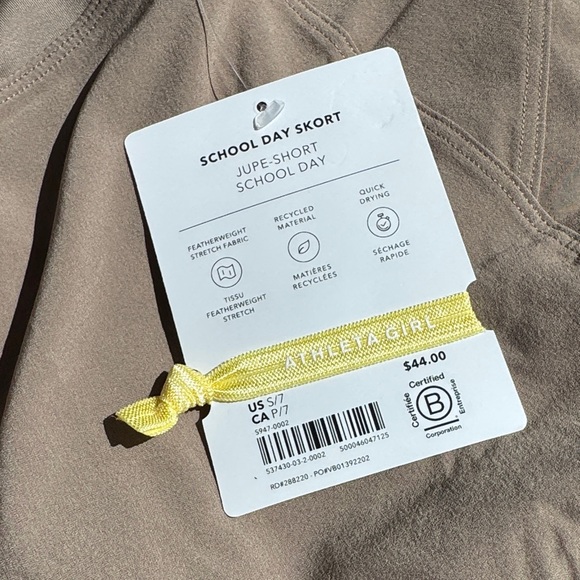 SCHOOL DAY SKORT
JUPE-SHORT
SCHOOL DAY
FEATHERWEIGHT
STRETCH FABRIC
TISSU
FEATHERWEIGHT
STRETCH
RECYCLED
MATERIAL
MATIÈRES
RECYCLÉES
QUICK
DRYING
SÉCHAGE
RAPIDE
ATHLETA GIRL
$44.00
US S/7
CA P/7
5947-0002
537430-03-2-0002
500046047125
RD#288220 - PO#VB01392202
Certified
Certifiée
B
Entreprise
Corporation